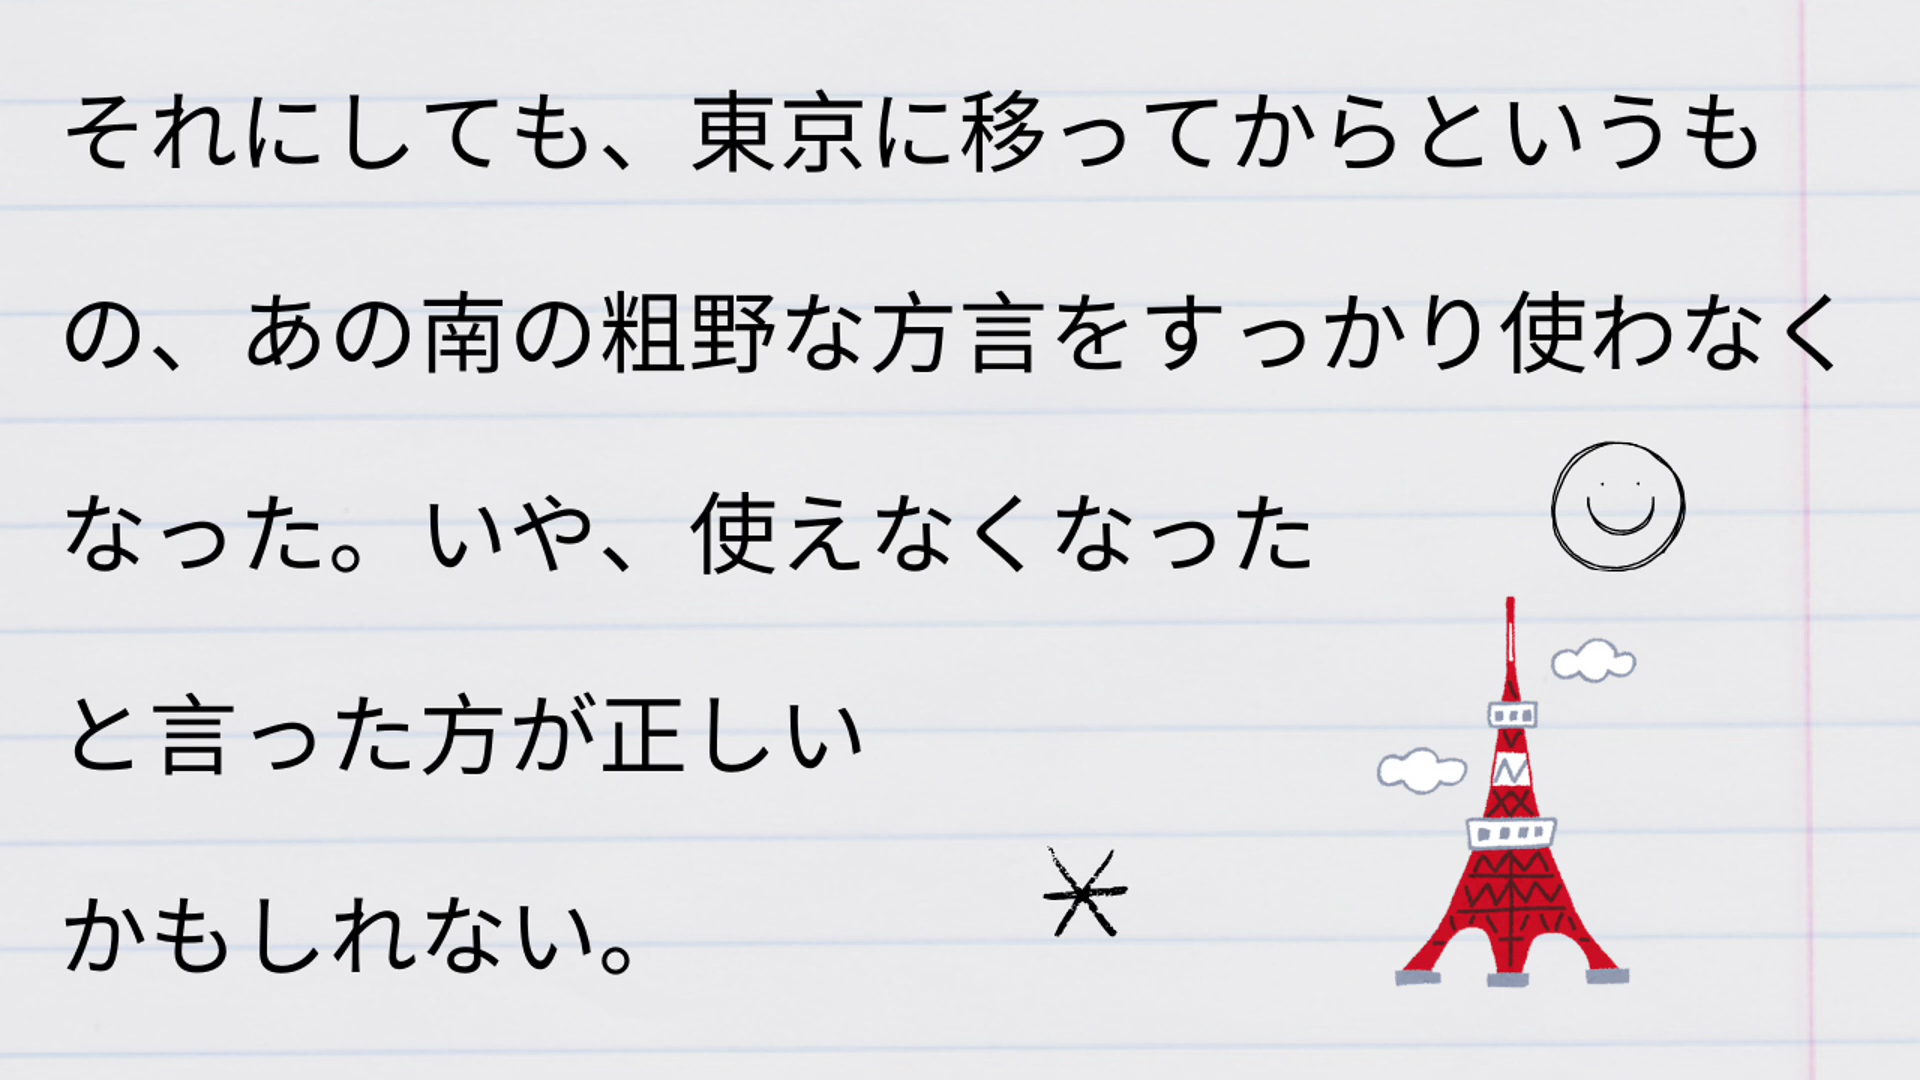 それにしても、東京に移ってからというも
の、あの南の粗野な方言をすっかり使わなく
なった。いや、使えなくなった
と言った方が正しい
かもしれない。